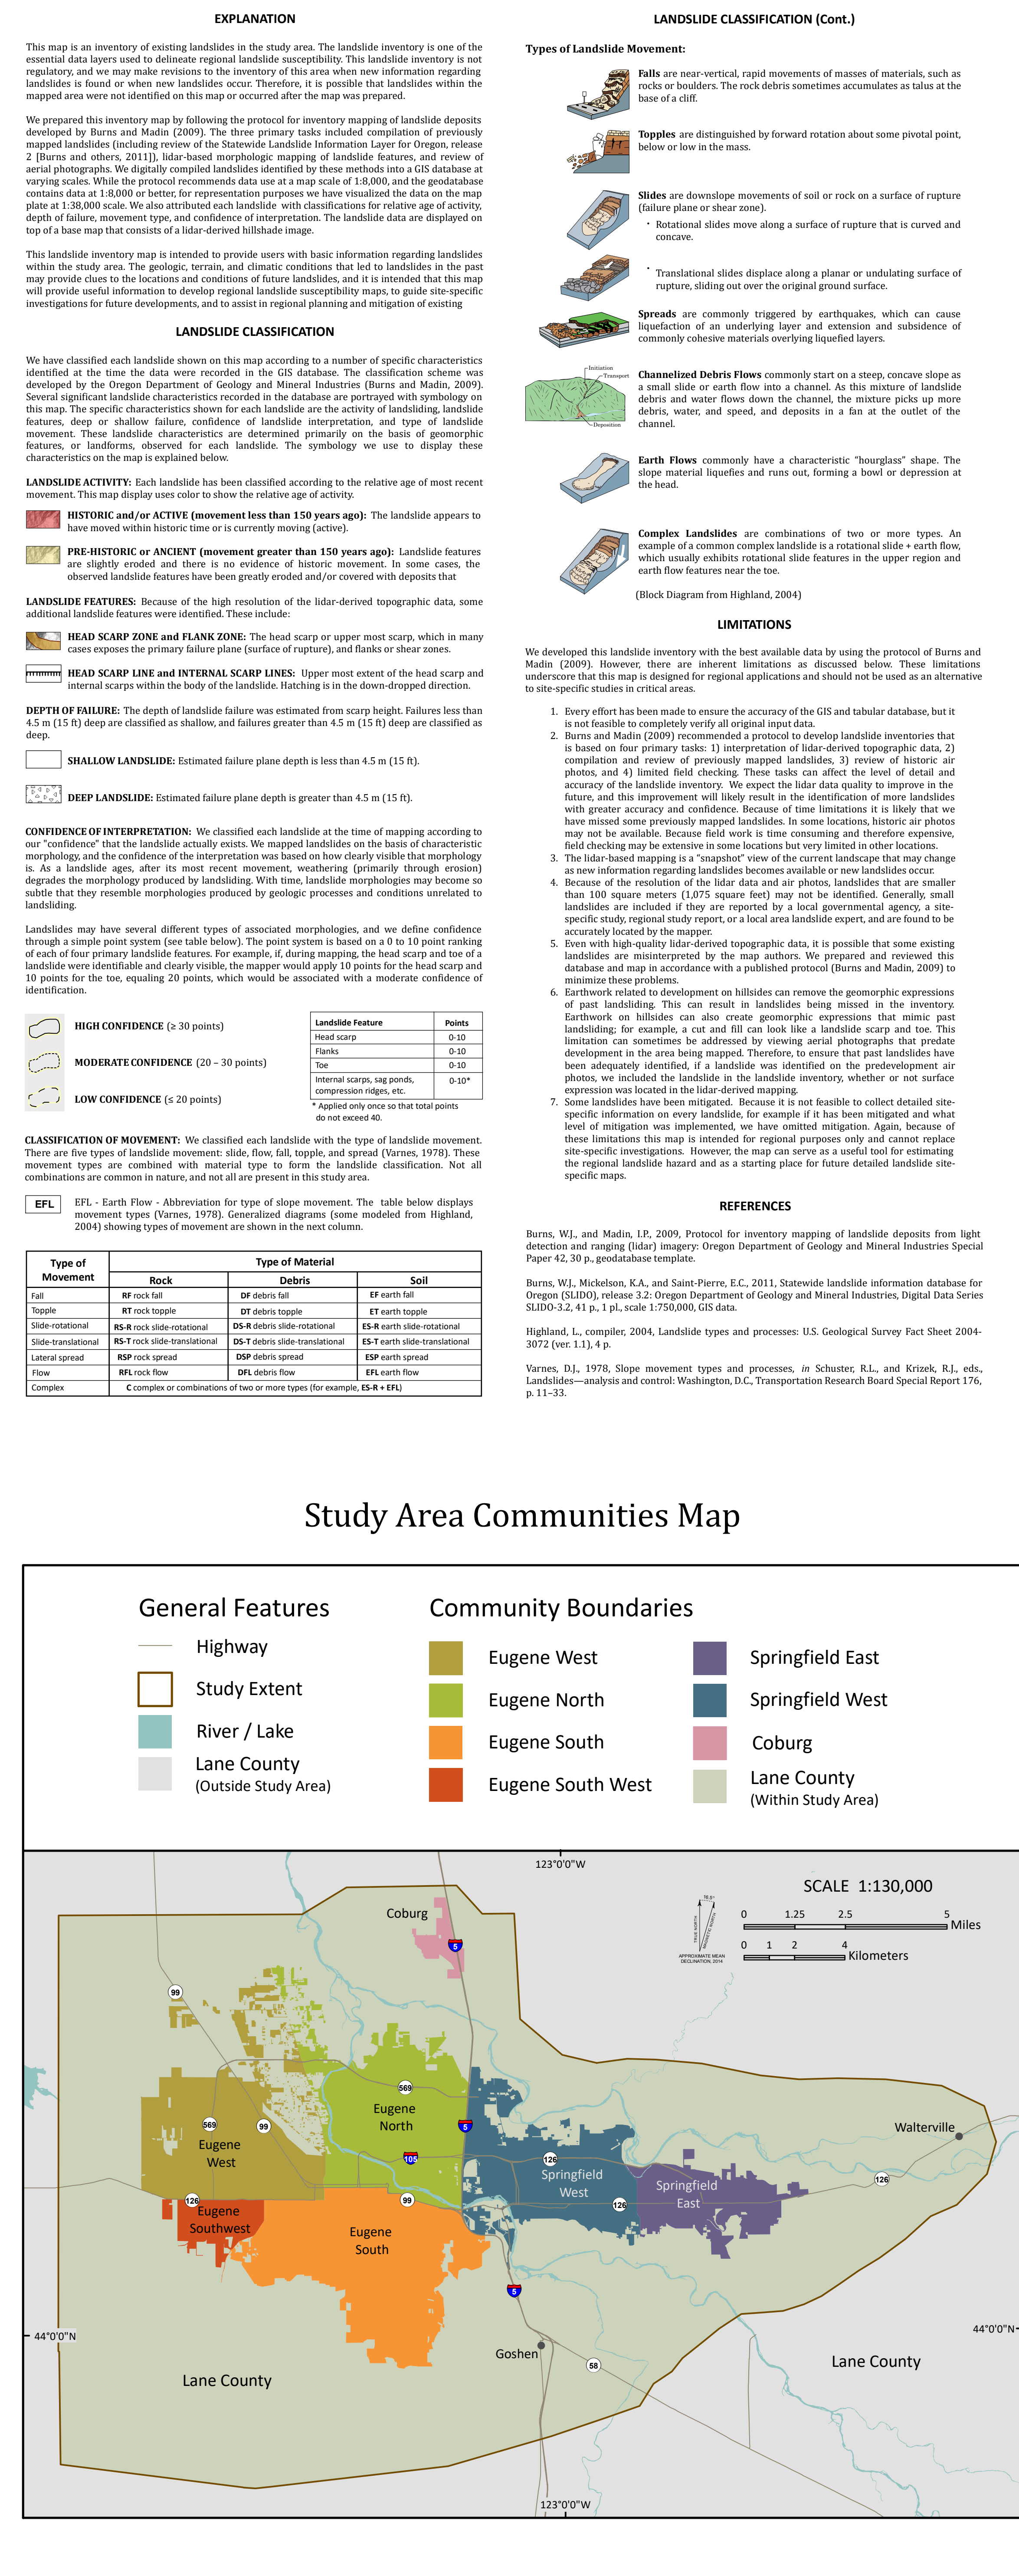 EXPLANATION
This map is an inventory of existing landslides in the study area. The landslide inventory is one of the
essential data layers used to delineate regional landslide susceptibility. This landslide inventory is not
regulatory, and we may make revisions to the inventory of this area when new information regarding
landslides is found or when new landslides occur. Therefore, it is possible that landslides within the
mapped area were not identified on this map or occurred after the map was prepared.
We prepared this inventory map by following the protocol for inventory mapping of landslide deposits
developed by Burns and Madin (2009). The three primary tasks included compilation of previously
mapped landslides (including review of the Statewide Landslide Information Layer for Oregon, release
2 [Burns and others, 2011]), lidar-based morphologic mapping of landslide features, and review of
aerial photographs. We digitally compiled landslides identified by these methods into a GIS database at
varying scales. While the protocol recommends data use at a map scale of 1:8,000, and the geodatabase
contains data at 1:8,000 or better, for representation purposes we have visualized the data on the map
plate at 1:38,000 scale. We also attributed each landslide with classifications for relative age of activity,
depth of failure, movement type, and confidence of interpretation. The landslide data are displayed on
top of a base map that consists of a lidar-derived hillshade image.
This landslide inventory map is intended to provide users with basic information regarding landslides
within the study area. The geologic, terrain, and climatic conditions that led to landslides in the past
may provide clues to the locations and conditions of future landslides, and it is intended that this map
will provide useful information to develop regional landslide susceptibility maps, to guide site-specific
investigations for future developments, and to assist in regional planning and mitigation of existing
LANDSLIDE CLASSIFICATION
We have classified each landslide shown on this map according to a number of specific characteristics
identified at the time the data were recorded in the GIS database. The classification scheme was
developed by the Oregon Department of Geology and Mineral Industries (Burns and Madin, 2009).
Several significant landslide characteristics recorded in the database are portrayed with symbology on
this map. The specific characteristics shown for each landslide are the activity of landsliding, landslide
features, deep or shallow failure, confidence of landslide interpretation, and type of landslide
movement. These landslide characteristics are determined primarily on the basis of geomorphic
features, or landforms, observed for each landslide. The symbology we use to display these
characteristics on the map is explained below.
LANDSLIDE ACTIVITY: Each landslide has been classified according to the relative age of most recent
movement. This map display uses color to show the relative age of activity.
HISTORIC and/or ACTIVE (movement less than 150 years ago): The landslide appears to
have moved within historic time or is currently moving (active).
PRE-HISTORIC or ANCIENT (movement greater than 150 years ago): Landslide features
are slightly eroded and there is no evidence of historic movement. In some cases, the
observed landslide features have been greatly eroded and/or covered with deposits that
LANDSLIDE FEATURES: Because of the high resolution of the lidar-derived topographic data, some
additional landslide features were identified. These include:
HEAD SCARP ZONE and FLANK ZONE: The head scarp or upper most scarp, which in many
cases exposes the primary failure plane (surface of rupture), and flanks or shear zones.
HEAD SCARP LINE and INTERNAL SCARP LINES: Upper most extent of the head scarp and
internal scarps within the body of the landslide. Hatching is in the down-dropped direction.
DEPTH OF FAILURE: The depth of landslide failure was estimated from scarp height. Failures less than
4.5 m (15 ft) deep are classified as shallow, and failures greater than 4.5 m (15 ft) deep are classified as
deep.
SHALLOW LANDSLIDE: Estimated failure plane depth is less than 4.5 m (15 ft).
DEEP LANDSLIDE: Estimated failure plane depth is greater than 4.5 m (15 ft).
CONFIDENCE OF INTERPRETATION: We classified each landslide at the time of mapping according to
our "confidence" that the landslide actually exists. We mapped landslides on the basis of characteristic
morphology, and the confidence of the interpretation was based on how clearly visible that morphology
is. As a landslide ages, after its most recent movement, weathering (primarily through erosion)
degrades the morphology produced by landsliding. With time, landslide morphologies may become so
subtle that they resemble morphologies produced by geologic processes and conditions unrelated to
landsliding.
Landslides may have several different types of associated morphologies, and we define confidence
through a simple point system (see table below). The point system is based on a 0 to 10 point ranking
of each of four primary landslide features. For example, if, during mapping, the head scarp and toe of a
landslide were identifiable and clearly visible, the mapper would apply 10 points for the head scarp and
10 points for the toe, equaling 20 points, which would be associated with a moderate confidence of
identification.
HIGH CONFIDENCE (≥ 30 points)
MODERATE CONFIDENCE (20 – 30 points)
LOW CONFIDENCE (≤ 20 points)
Landslide Feature Points
Head scarp 0-10
Flanks 0-10
Toe 0-10
Internal scarps, sag ponds, 0-10*
compression ridges, etc.
* Applied only once so that total points
do not exceed 40.
CLASSIFICATION OF MOVEMENT: We classified each landslide with the type of landslide movement.
There are five types of landslide movement: slide, flow, fall, topple, and spread (Varnes, 1978). These
movement types are combined with material type to form the landslide classification. Not all
combinations are common in nature, and not all are present in this study area.
EFL
EFL - Earth Flow - Abbreviation for type of slope movement. The table below displays
movement types (Varnes, 1978). Generalized diagrams (some modeled from Highland,
2004) showing types of movement are shown in the next column.
Type of Movement Type of Material
Rock Debris Soil
Fall RF rock fall DF debris fall EF earth fall
Topple RT rock topple DT debris topple ET earth topple
Slide-rotational RS-R rock slide-rotational DS-R debris slide-rotational ES-R earth slide-rotational
Slide-translational RS-T rock slide-translational DS-T debris slide-translational ES-T earth slide-translational
Lateral spread RSP rock spread DSP debris spread ESP earth spread
Flow RFL rock flow DFL debris flow EFL earth flow
Complex C complex or combinations of two or more types (for example, ES-R + EFL)
LANDSLIDE CLASSIFICATION (Cont.)
Types of Landslide Movement:
Falls are near-vertical, rapid movements of masses of materials, such as
rocks or boulders. The rock debris sometimes accumulates as talus at the
base of a cliff.
Topples are distinguished by forward rotation about some pivotal point,
below or low in the mass.
Slides are downslope movements of soil or rock on a surface of rupture
(failure plane or shear zone).
· Rotational slides move along a surface of rupture that is curved and
concave.
· Translational slides displace along a planar or undulating surface of
rupture, sliding out over the original ground surface.
Spreads are commonly triggered by earthquakes, which can cause
liquefaction of an underlying layer and extension and subsidence of
commonly cohesive materials overlying liquefied layers.
Initiation
Transport
Deposition
Channelized Debris Flows commonly start on a steep, concave slope as
a small slide or earth flow into a channel. As this mixture of landslide
debris and water flows down the channel, the mixture picks up more
debris, water, and speed, and deposits in a fan at the outlet of the
channel.
Earth Flows commonly have a characteristic "hourglass" shape. The
slope material liquefies and runs out, forming a bowl or depression at
the head.
Complex Landslides are combinations of two or more types. An
example of a common complex landslide is a rotational slide + earth flow,
which usually exhibits rotational slide features in the upper region and
earth flow features near the toe.
(Block Diagram from Highland, 2004)
LIMITATIONS
We developed this landslide inventory with the best available data by using the protocol of Burns and
Madin (2009). However, there are inherent limitations as discussed below. These limitations
underscore that this map is designed for regional applications and should not be used as an alternative
to site-specific studies in critical areas.
1. Every effort has been made to ensure the accuracy of the GIS and tabular database, but it
is not feasible to completely verify all original input data.
2. Burns and Madin (2009) recommended a protocol to develop landslide inventories that
is based on four primary tasks: 1) interpretation of lidar-derived topographic data, 2)
compilation and review of previously mapped landslides, 3) review of historic air
photos, and 4) limited field checking. These tasks can affect the level of detail and
accuracy of the landslide inventory. We expect the lidar data quality to improve in the
future, and this improvement will likely result in the identification of more landslides
with greater accuracy and confidence. Because of time limitations it is likely that we
have missed some previously mapped landslides. In some locations, historic air photos
may not be available. Because field work is time consuming and therefore expensive,
field checking may be extensive in some locations but very limited in other locations.
3. The lidar-based mapping is a "snapshot" view of the current landscape that may change
as new information regarding landslides becomes available or new landslides occur.
4. Because of the resolution of the lidar data and air photos, landslides that are smaller
than 100 square meters (1,075 square feet) may not be identified. Generally, small
landslides are included if they are reported by a local governmental agency, a site-
specific study, regional study report, or a local area landslide expert, and are found to be
accurately located by the mapper.
5. Even with high-quality lidar-derived topographic data, it is possible that some existing
landslides are misinterpreted by the map authors. We prepared and reviewed this
database and map in accordance with a published protocol (Burns and Madin, 2009) to
minimize these problems.
6. Earthwork related to development on hillsides can remove the geomorphic expressions
of past landsliding. This can result in landslides being missed in the inventory.
Earthwork on hillsides can also create geomorphic expressions that mimic past
landsliding; for example, a cut and fill can look like a landslide scarp and toe. This
limitation can sometimes be addressed by viewing aerial photographs that predate
development in the area being mapped. Therefore, to ensure that past landslides have
been adequately identified, if a landslide was identified on the predevelopment air
photos, we included the landslide in the landslide inventory, whether or not surface
expression was located in the lidar-derived mapping.
7. Some landslides have been mitigated. Because it is not feasible to collect detailed site-
specific information on every landslide, for example if it has been mitigated and what
level of mitigation was implemented, we have omitted mitigation. Again, because of
these limitations this map is intended for regional purposes only and cannot replace
site-specific investigations. However, the map can serve as a useful tool for estimating
the regional landslide hazard and as a starting place for future detailed landslide site-
specific maps.
REFERENCES
Burns, W.J., and Madin, I.P., 2009, Protocol for inventory mapping of landslide deposits from light
detection and ranging (lidar) imagery: Oregon Department of Geology and Mineral Industries Special
Paper 42, 30 p., geodatabase template.
Burns, W.J., Mickelson, K.A., and Saint-Pierre, E.C., 2011, Statewide landslide information database for
Oregon (SLIDO), release 3.2: Oregon Department of Geology and Mineral Industries, Digital Data Series
SLIDO-3.2, 41 p., 1 pl., scale 1:750,000, GIS data.
Highland, L., compiler, 2004, Landslide types and processes: U.S. Geological Survey Fact Sheet 2004-
3072 (ver. 1.1), 4 p.
Varnes, D.J., 1978, Slope movement types and processes, in Schuster, R.L., and Krizek, R.J., eds.,
Landslides—analysis and control: Washington, D.C., Transportation Research Board Special Report 176,
p. 11–33.
Study Area Communities Map
General Features
Highway
Study Extent
River / Lake
Lane County
(Outside Study Area)
Community Boundaries
Eugene West
Eugene North
Eugene South
Eugene South West
Springfield East
Springfield West
Coburg
Lane County
(Within Study Area)
123°0'0"W
SCALE 1:130,000
0 1.25 2.5 5 Miles
0 1 2 4 Kilometers
16.5°
TRUE NORTH
MAGNETIC NORTH
APPROXIMATE MEAN
DECLINATION, 2014
Coburg
5
99
569
Eugene
North
5
Walterville
569
99
Eugene
West
105
126
Springfield
West
Springfield
East
126
126
126
99
Eugene
Southwest
Eugene
South
5
44°0'0"N
44°0'0"N
Goshen
58
Lane County
Lane County
123°0'0"W